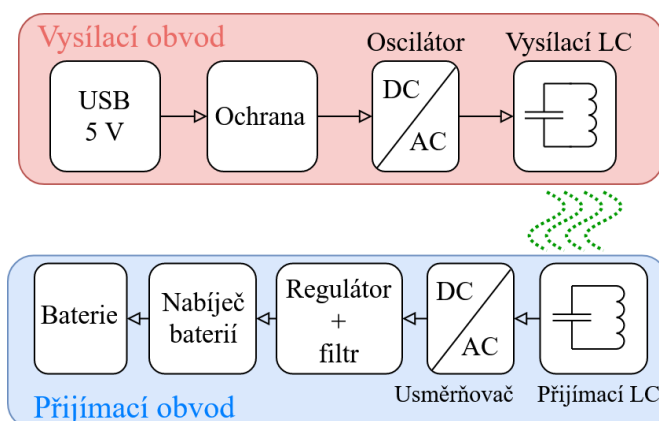 Vysílací obvod
Oscilátor
Vysílací LC
USB
5 V
Ochrana
DC
AC
Baterie
Nabíječ
baterií
Regulátor
+
filtr
DC
AC
Usměrňovač
Přijímací LC
Přijímací obvod